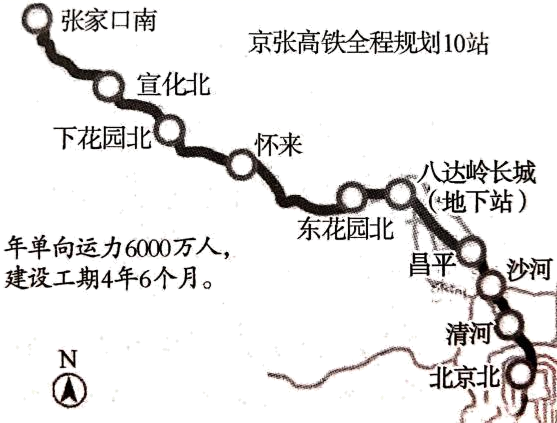 张家口南
京张高铁全程规划10站
宣化北
下花园北
怀来
八达岭长城
（地下站）
东花园北
年单向运力6000万人，
建设工期4年6个月。
昌平
沙河
清河
北京北
N